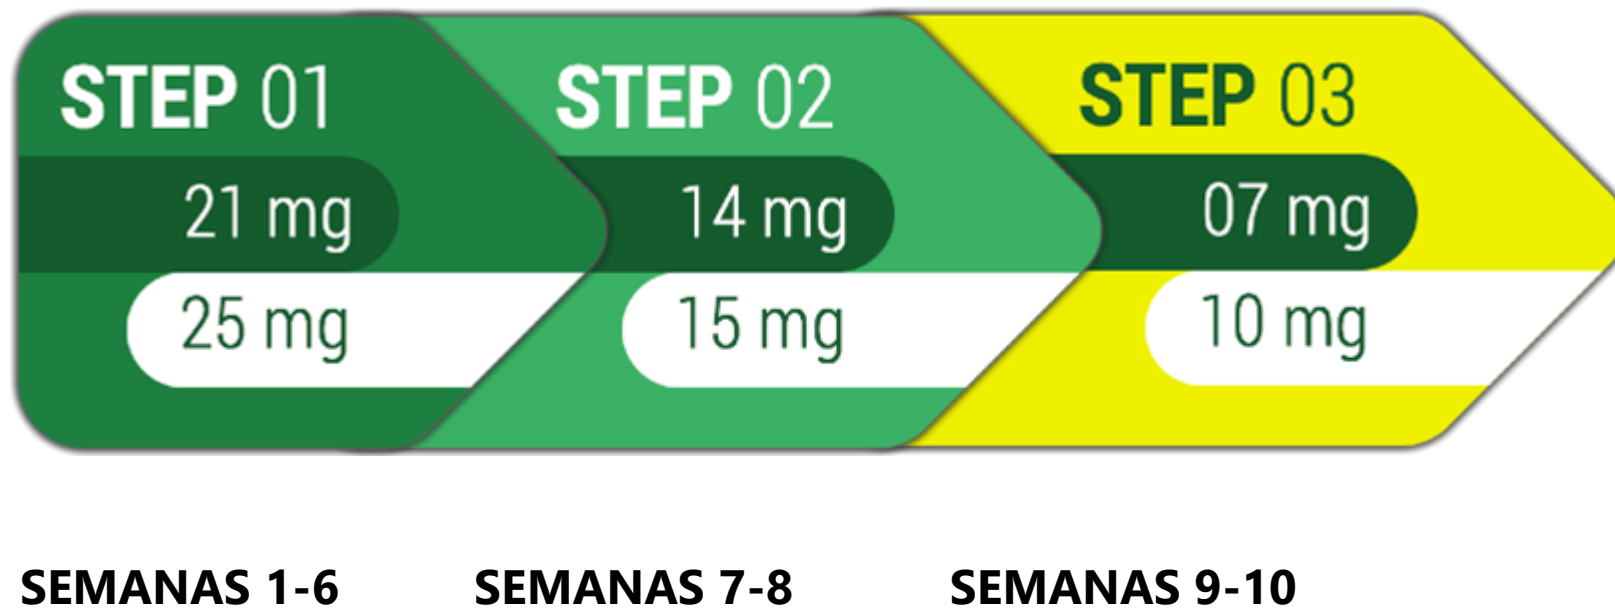 STEP 01
21 mg
25 mg
STEP 02
14 mg
15 mg
STEP 03
07 mg
10 mg
SEMANAS 1-6
SEMANAS 7-8
SEMANAS 9-10